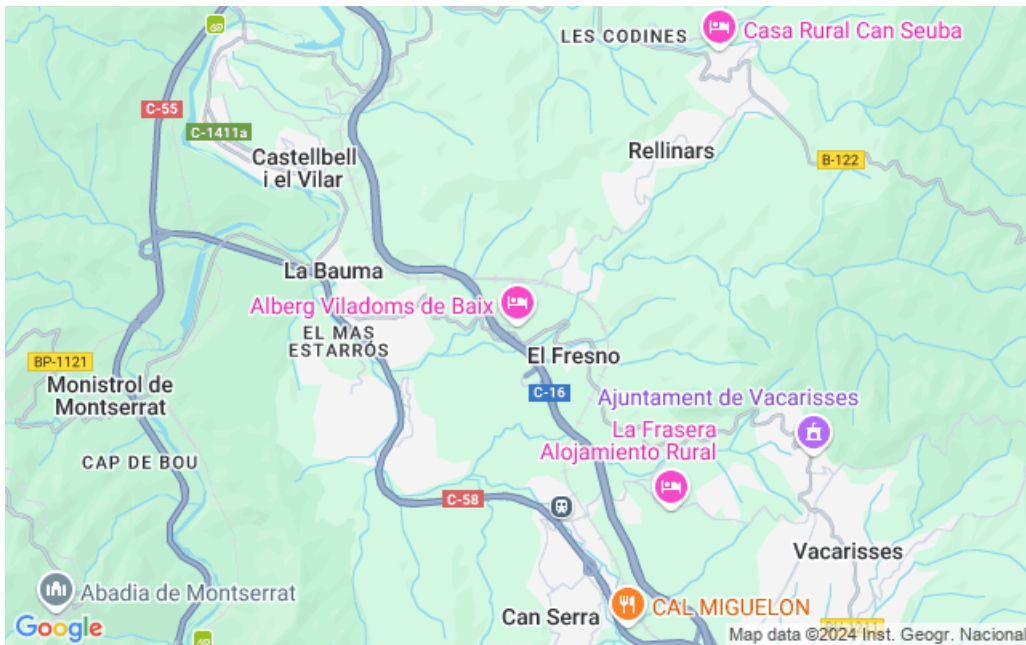 LES CODINES
Casa Rural Can Seuba
C-55
C-1411a
Castellbell
i el Vilar
Rellinars
B-122
La Bauma
Alberg Viladoms de Baix
EL MAS
ESTARRÓS
El Fresno
BP-1121
Monistrol de
Montserrat
C-16
Ajuntament de Vacarisses
La Frasera
Alojamiento Rural
CAP DE BOU
C-58
Vacarisses
Abadia de Montserrat
Can Serra
CAL MIGUELON
Google
Map data ©2024 Inst. Geogr. Nacional